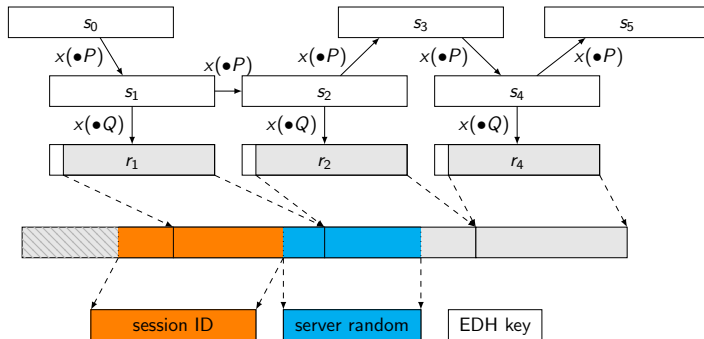 s₀ s₃ s₅
x(●P) x(●P) x(●P) x(●P) x(●P)
s₁ s₂ s₄
x(●Q) x(●Q) x(●Q)
r₁ r₂ r₄
session ID server random EDH key